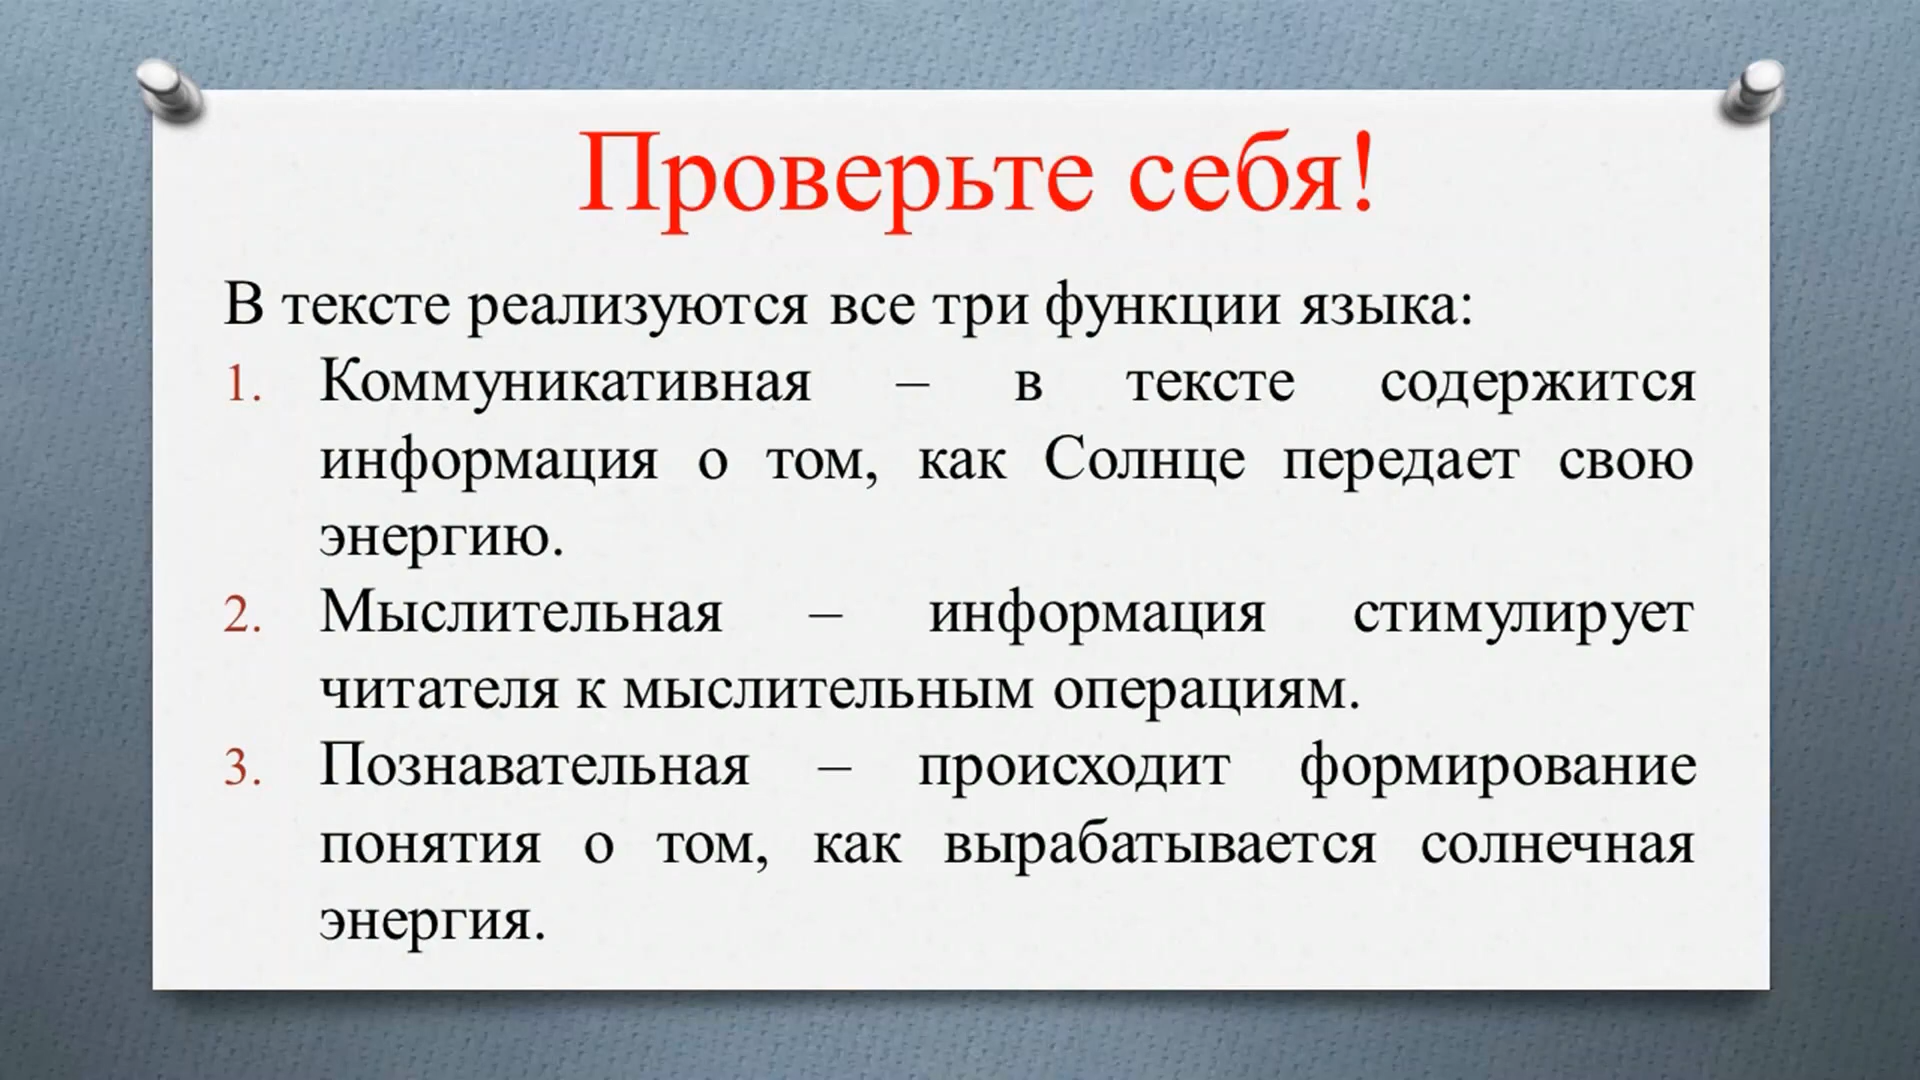 Проверьте себя!
В тексте реализуются все три функции языка:
1. Коммуникативная – в тексте содержится
информация о том, как Солнце передает свою
энергию.
2. Мыслительная – информация стимулирует
читателя к мыслительным операциям.
3. Познавательная – происходит формирование
понятия о том, как вырабатывается солнечная
энергия.